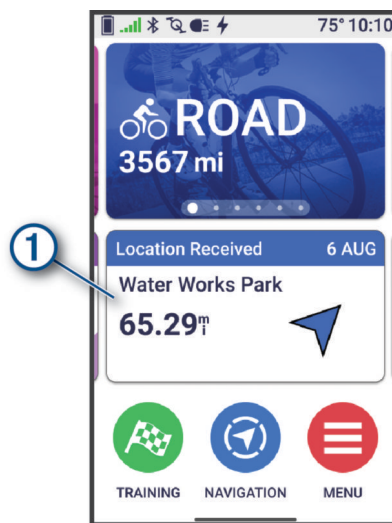 75° 10:10
ROAD
3567 mi
1
Location Received 6 AUG
Water Works Park
65.29 mi
TRAINING NAVIGATION MENU